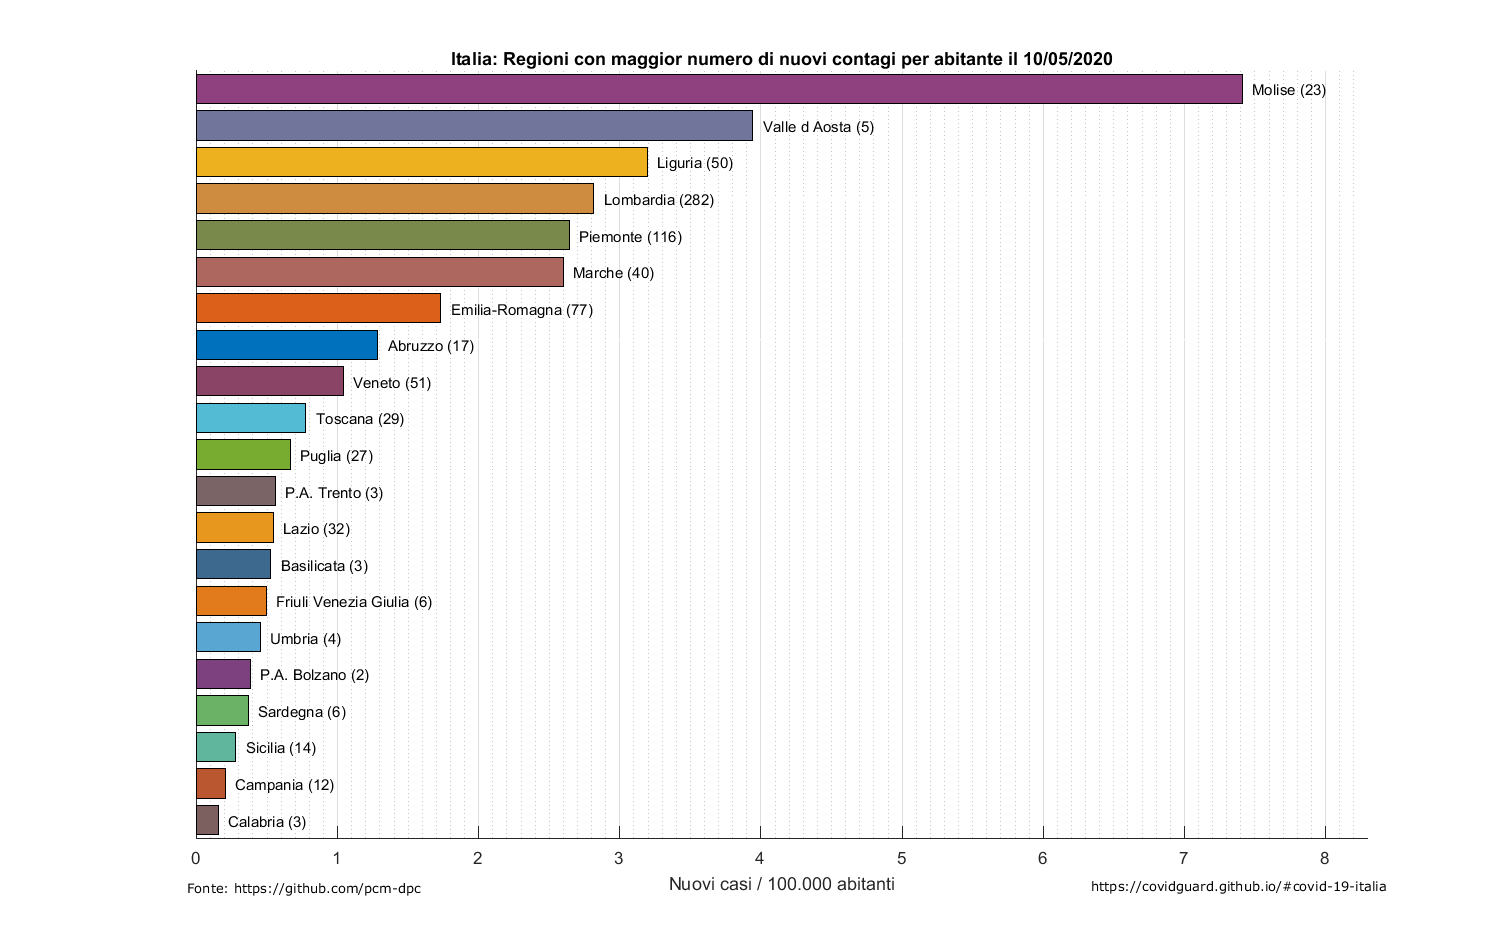 Italia: Regioni con maggior numero di nuovi contagi per abitante il 10/05/2020
Molise (23)
Valle d Aosta (5)
Liguria (50)
Lombardia (282)
Piemonte (116)
Marche (40)
Emilia-Romagna (77)
Abruzzo (17)
Veneto (51)
Toscana (29)
Puglia (27)
P.A. Trento (3)
Lazio (32)
Basilicata (3)
Friuli Venezia Giulia (6)
Umbria (4)
P.A. Bolzano (2)
Sardegna (6)
Sicilia (14)
Campania (12)
Calabria (3)
0 1 2 3 4 5 6 7 8
Nuovi casi / 100.000 abitanti
Fonte: https://github.com/pcm-dpc
https://covidguard.github.io/#covid-19-italia